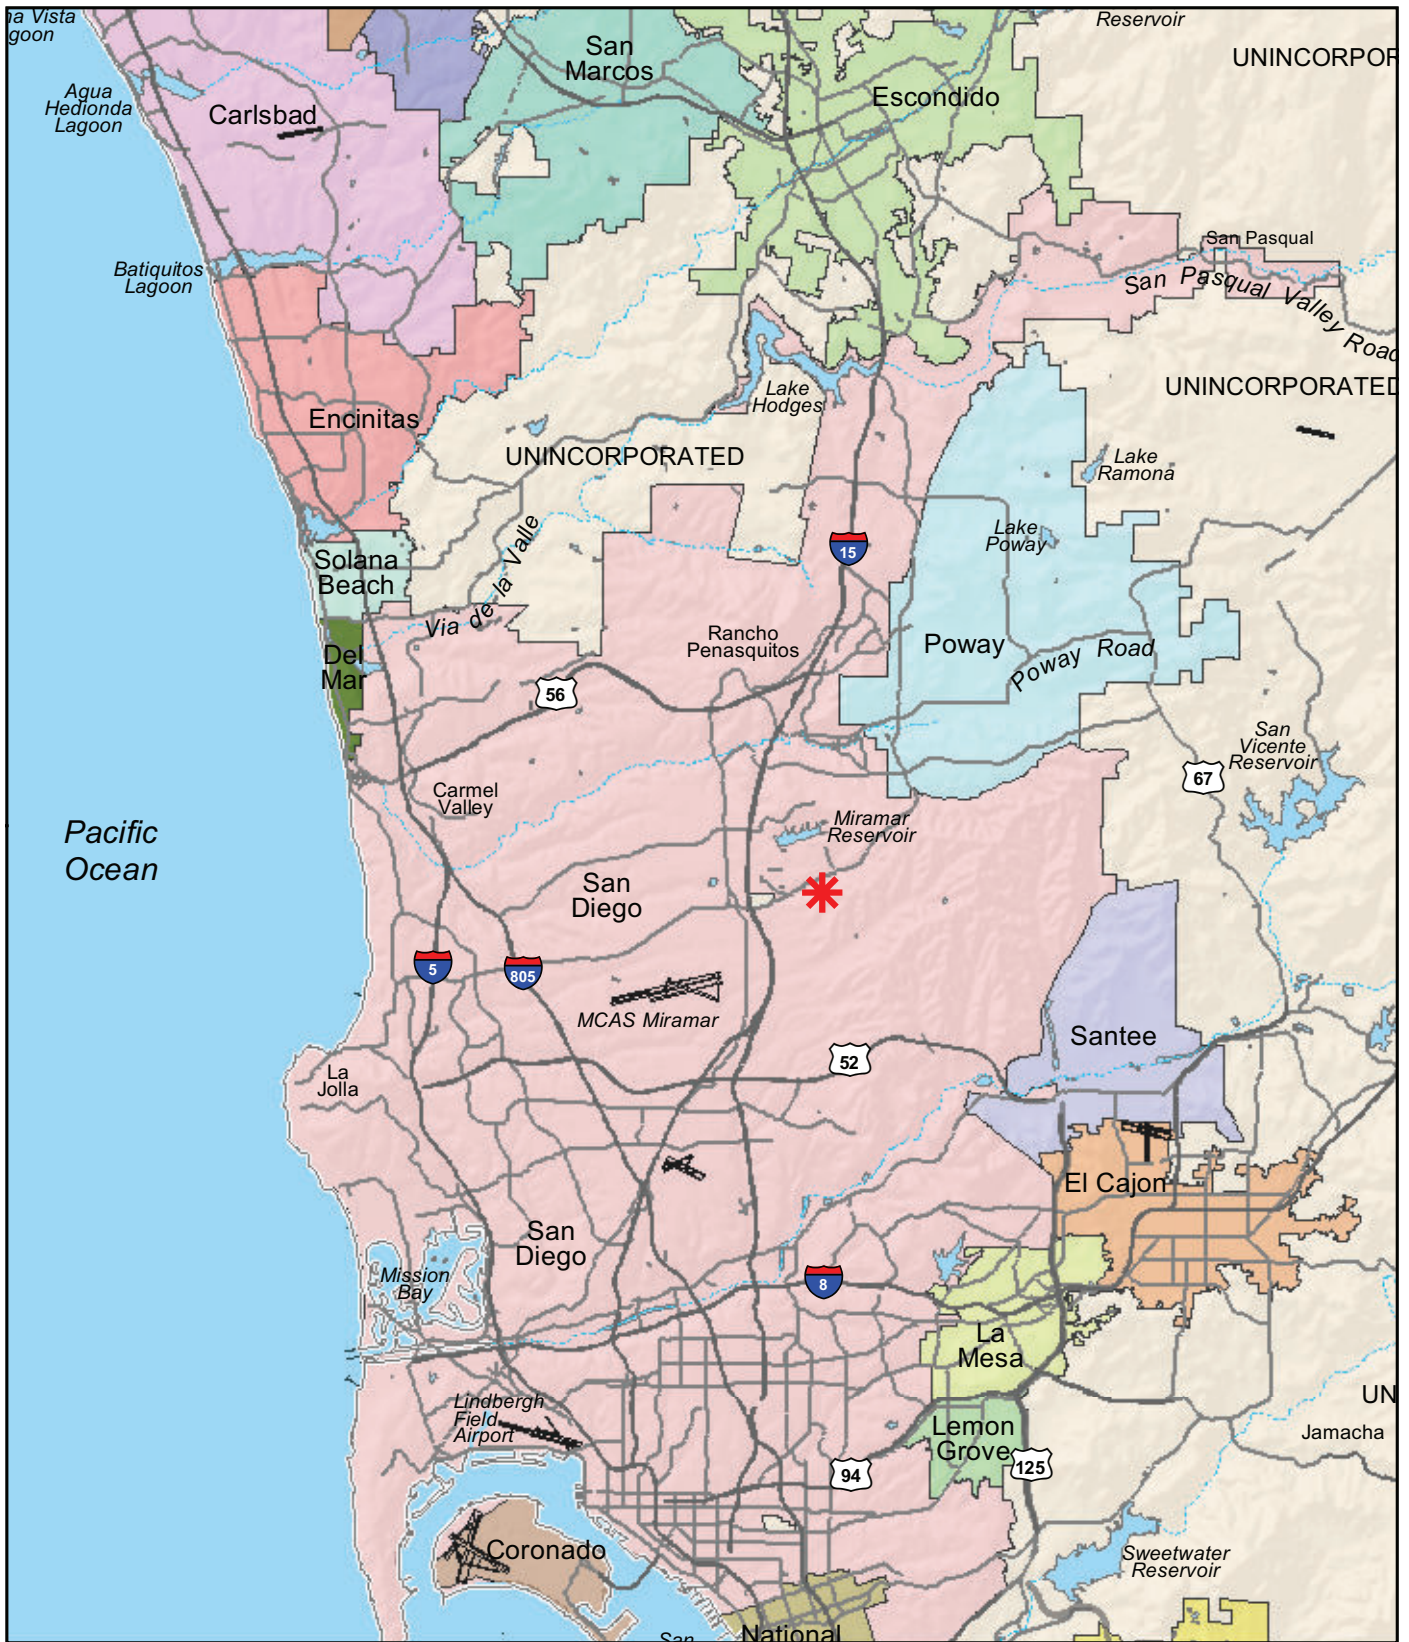 na Vista
goon
Reservoir
San
Marcos
UNINCORPOR
Agua
Hedionda
Lagoon
Carlsbad
Escondido
San Pasqual
Batiquitos
Lagoon
San Pasqual Valley Road
Lake
Hodges
UNINCORPORATED
Encinitas
UNINCORPORATED
Lake
Ramona
Lake
Poway
15
Solana
Beach
Via de la Valle
Rancho
Penasquitos
Poway
Poway Road
Del
Mar
56
San
Vicente
Reservoir
67
Carmel
Valley
Pacific
Ocean
Miramar
Reservoir
San
Diego
5
805
MCAS Miramar
Santee
52
La
Jolla
El Cajon
San
Diego
Mission
Bay
8
La
Mesa
UN
Lindbergh
Field
Airport
Lemon
Grove
Jamacha
94
125
Coronado
Sweetwater
Reservoir
San
National